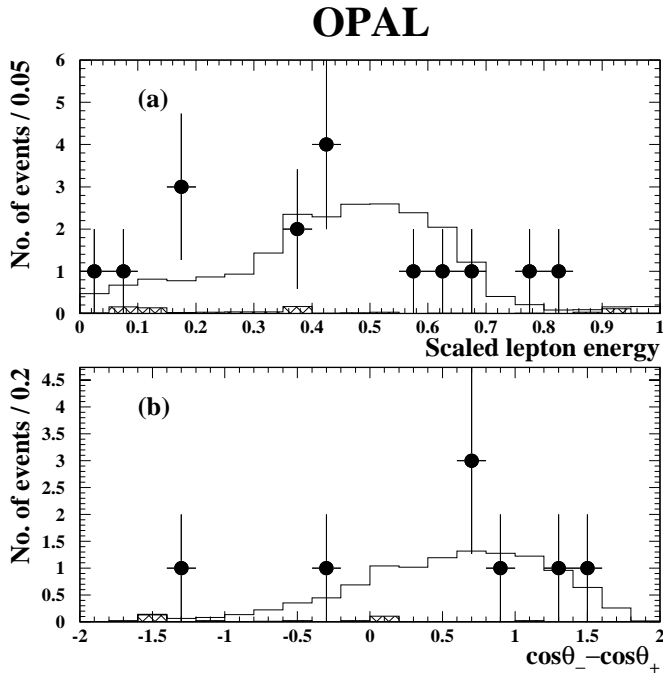 OPAL
No. of events / 0.05
(a)
6
5
4
3
2
1
0
0 0.1 0.2 0.3 0.4 0.5 0.6 0.7 0.8 0.9 1
Scaled lepton energy
No. of events / 0.2
(b)
4.5
4
3.5
3
2.5
2
1.5
1
0.5
0
-2 -1.5 -1 -0.5 0 0.5 1 1.5 2
cosθ_−cosθ+